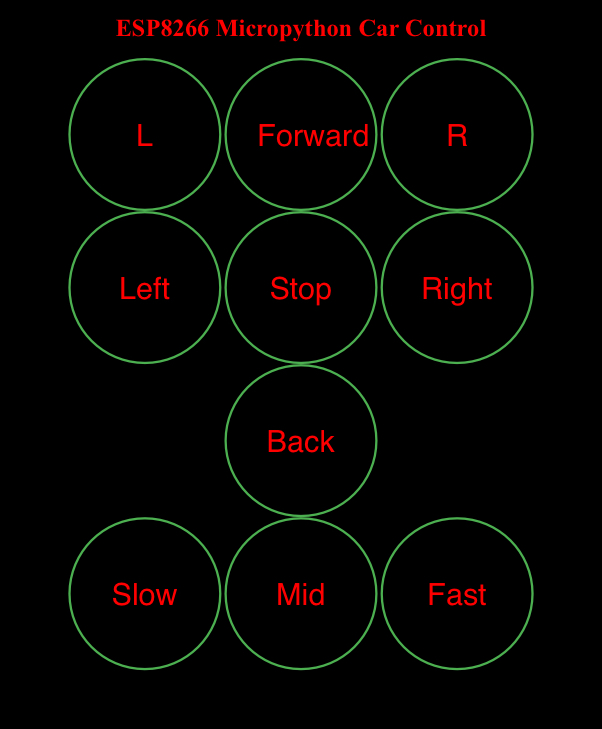 ESP8266 Micropython Car Control
L Forward R
Left Stop Right
Back
Slow Mid Fast